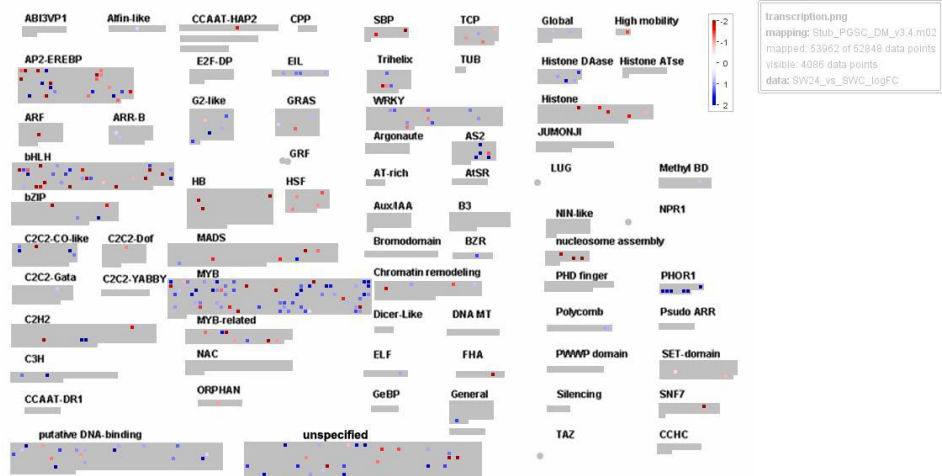 ABI3VP1 Alfin-like CCAAT-HAP2 CPP SBP TCP Global High mobility
AP2-EREBP E2F-DP EIL Trihelix TUB Histone DAase Histone ATse
ARF ARR-B G2-like GRAS WRKY Histone
Argonaute AS2 JUMONJI
bHLH GRF AT-rich AtSR LUG Methyl BD
bZIP HB HSF Aux/IAA B3 NIN-like NPR1
C2C2-CO-like C2C2-Dof MADS Bromodomain BZR nucleosome assembly
C2C2-Gata C2C2-YABBY MYB Chromatin remodeling PHD finger PHOR1
C2H2 MYB-related Dicer-Like DNA MT Polycomb Psudo ARR
C3H NAC ELF FHA PWWP domain SET-domain
CCAAT-DR1 ORPHAN GeBP General Silencing SNF7
putative DNA-binding unspecified TAZ CCHC
-2
-1
0
1
2
transcription.png
mapping: Stub_PGSC_DM_v3.4.m02
mapped: 53962 of 52848 data points
visible: 4086 data points
data: SW24_vs_SWC_logFC